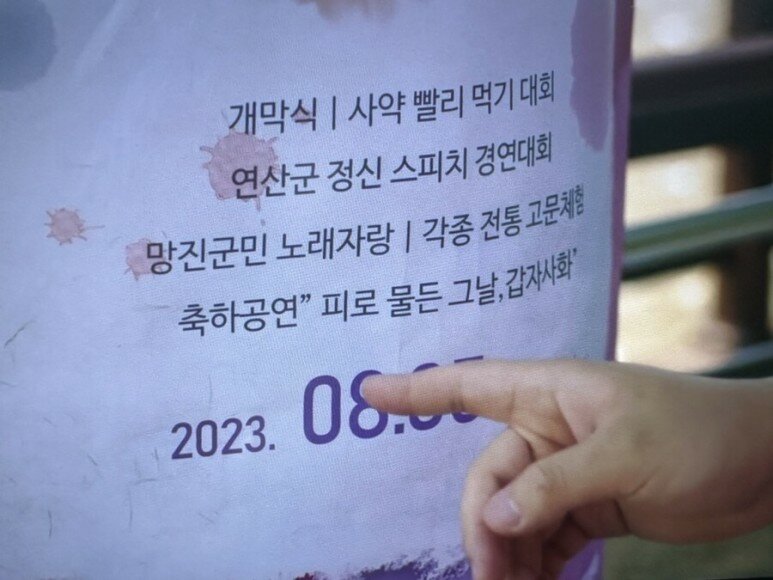 개막식 | 사약 빨리 먹기 대회
연산군 정신 스피치 경연대회
망진군민 노래자랑 | 각종 전통 고문체험
축하공연" 피로 물든 그날, 갑자사화"
2023. 08.05